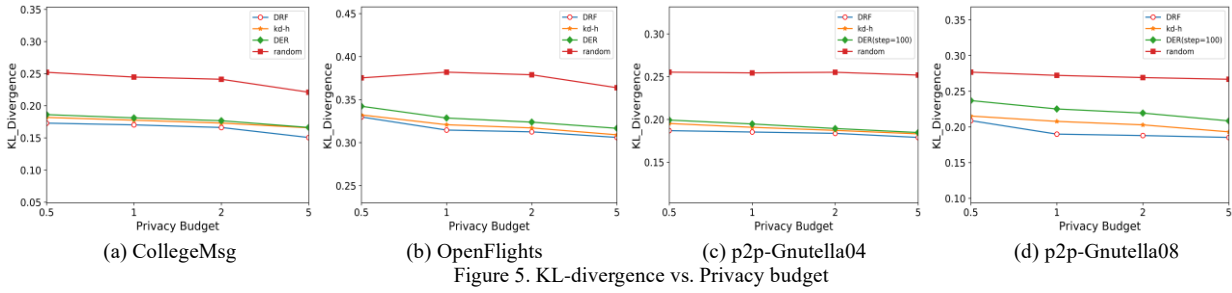 0.35
0.30
0.25
0.20
0.15
0.10
0.05
KL_Divergence
0.5
1
2
5
Privacy Budget
DRF
kd-h
DER
random
(a) CollegeMsg
0.45
0.40
0.35
0.30
0.25
KL_Divergence
0.5
1
2
5
Privacy Budget
DRF
kd-h
DER
random
(b) OpenFlights
0.30
0.25
0.20
0.15
KL_Divergence
0.5
1
2
5
Privacy Budget
DRF
kd-h
DER(step=100)
random
(c) p2p-Gnutella04
0.35
0.30
0.25
0.20
0.15
0.10
KL_Divergence
0.5
1
2
5
Privacy Budget
DRF
kd-h
DER(step=100)
random
(d) p2p-Gnutella08
Figure 5. KL-divergence vs. Privacy budget